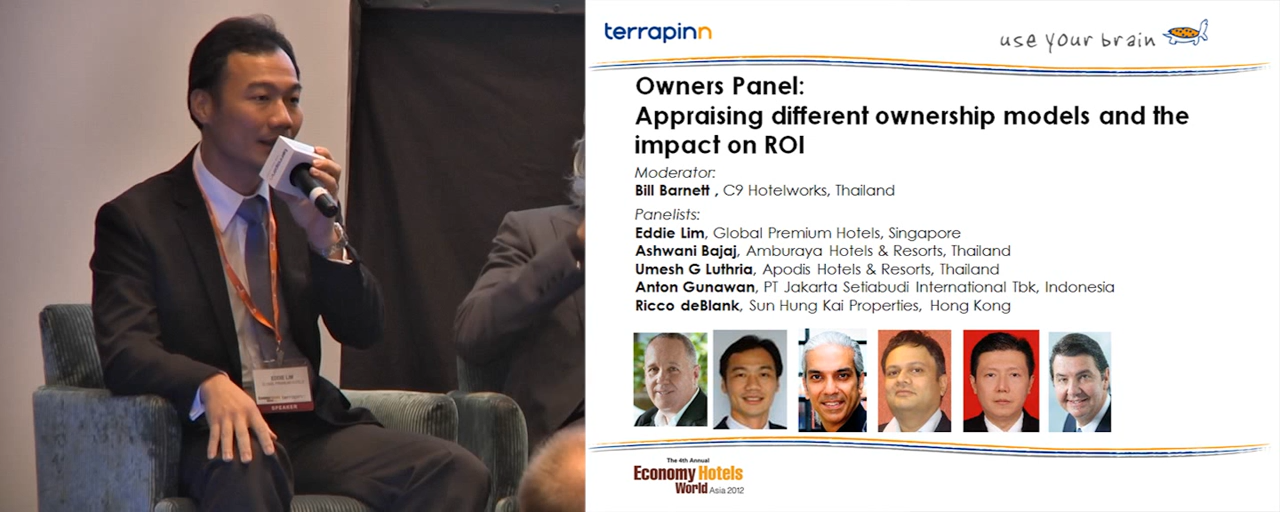 EDDIE LIM
SPEAKER
terrapinn
use your brain
Owners Panel:
Appraising different ownership models and the
impact on ROI
Moderator:
Bill Barnett , C9 Hotelworks, Thailand
Panelists:
Eddie Lim, Global Premium Hotels, Singapore
Ashwani Bajaj, Amburaya Hotels & Resorts, Thailand
Umesh G Luthria, Apodis Hotels & Resorts, Thailand
Anton Gunawan, PT Jakarta Setiabudi International Tbk, Indonesia
Ricco deBlank, Sun Hung Kai Properties, Hong Kong
The 4th Annual
Economy Hotels
World Asia 2012